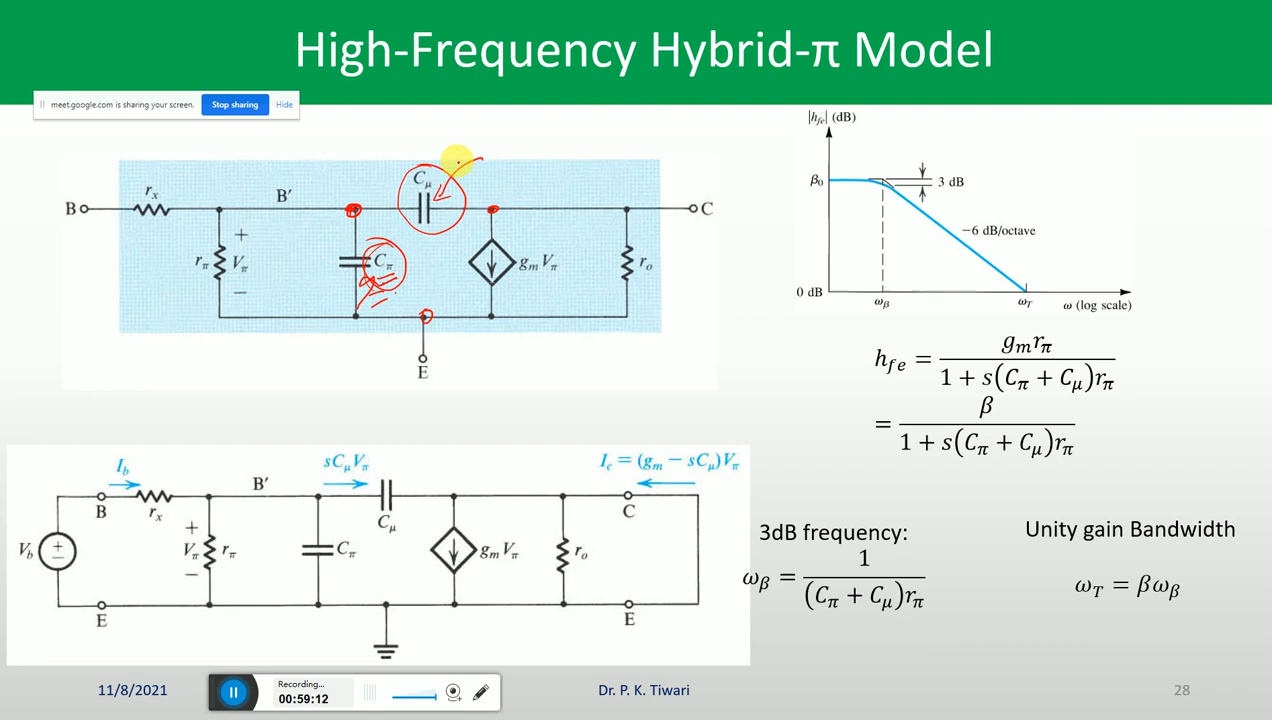 High-Frequency Hybrid-π Model
meet.google.com is sharing your screen. Stop sharing Hide
B
r_x
B'
C_μ
C
r_π
+
V_π
−
C_π
g_m V_π
r_o
E
|h_fe| (dB)
β_0
3 dB
−6 dB/octave
0 dB
ω_β
ω_T
ω (log scale)
h_fe = g_m r_π / 1 + s(C_π + C_μ)r_π
= β / 1 + s(C_π + C_μ)r_π
I_b
sC_μV_π
I_c = (g_m − sC_μ)V_π
B
r_x
B'
C_μ
C
V_b
+
−
+
V_π
−
r_π
C_π
g_m V_π
r_o
E
E
3dB frequency:
ω_β = 1 / (C_π + C_μ)r_π
Unity gain Bandwidth
ω_T = βω_β
11/8/2021
Recording...
00:59:12
Dr. P. K. Tiwari
28